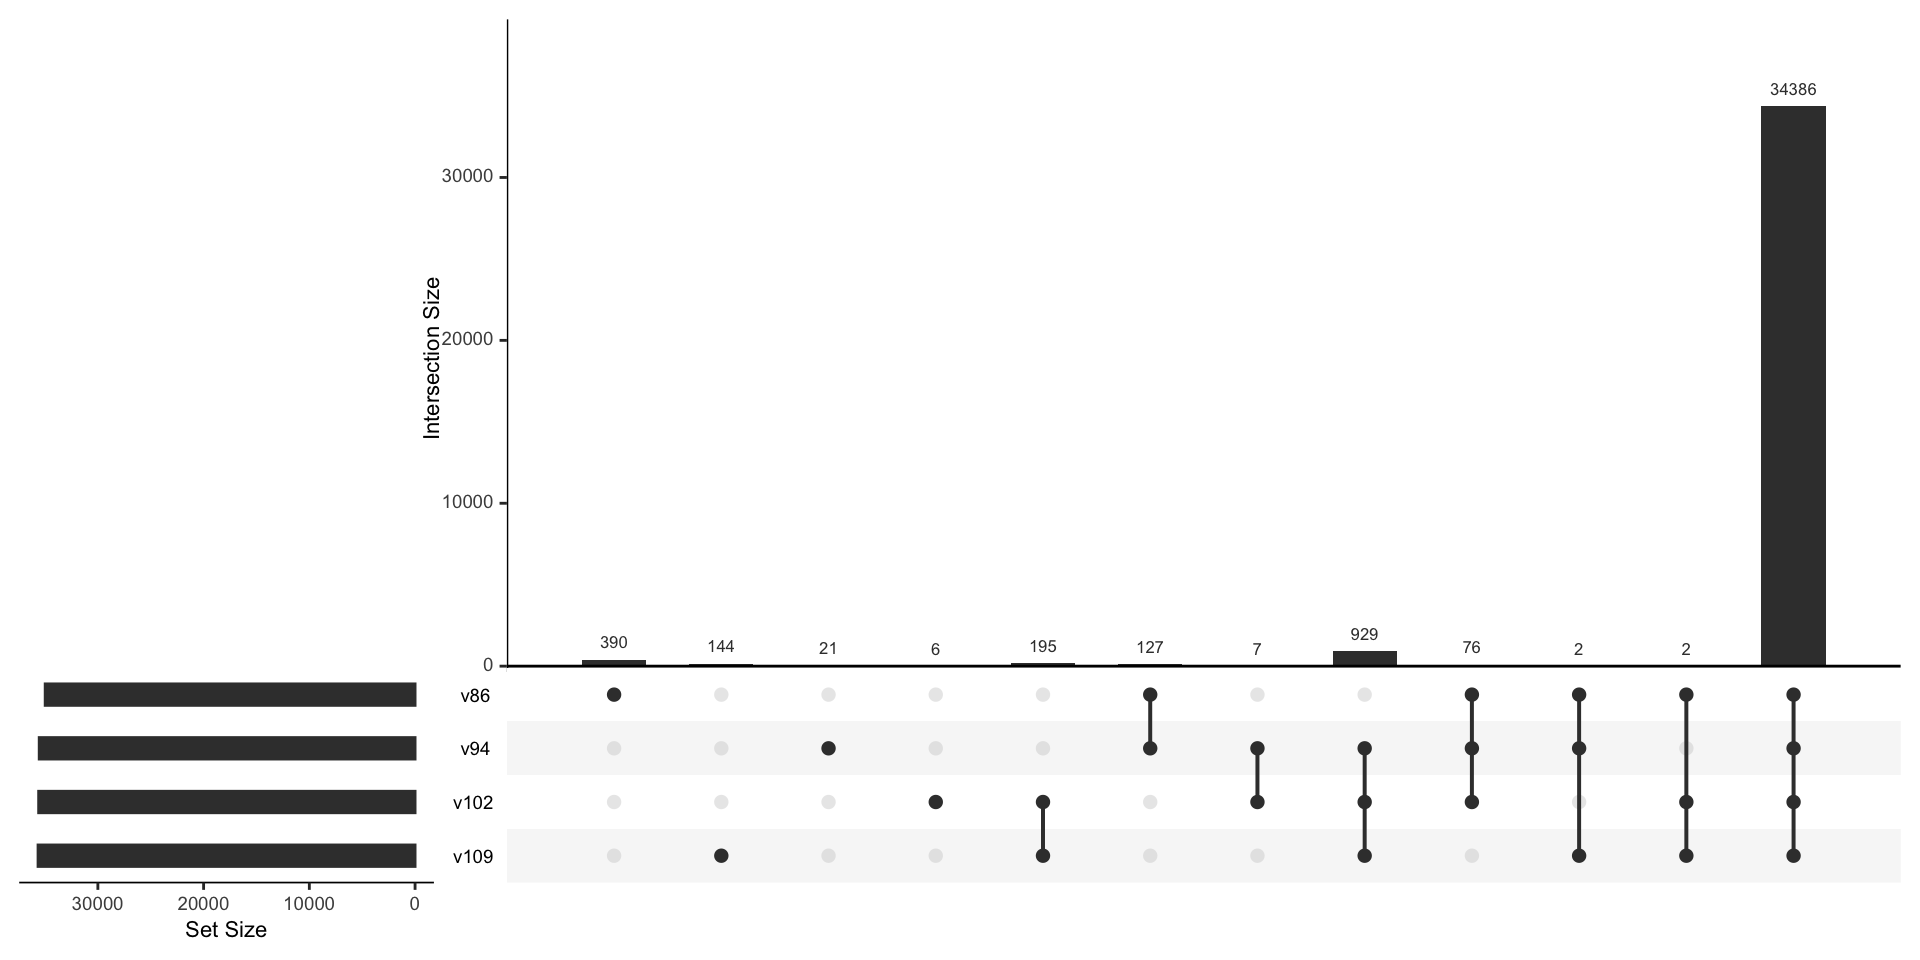 34386
30000
Intersection Size
20000
10000
390 144 21 6 195 127 7 929 76 2 2
0
v86
v94
v102
v109
30000 20000 10000 0
Set Size